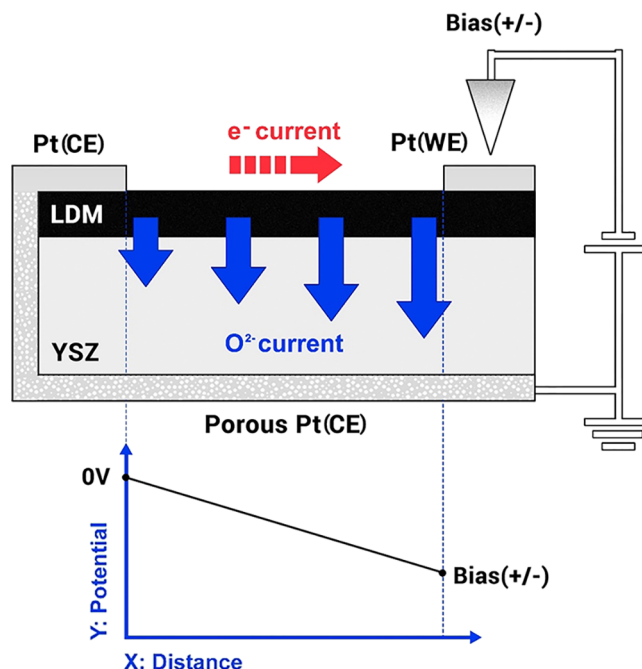 Bias(+/-)
e- current
Pt(CE)
Pt(WE)
LDM
O²⁻ current
YSZ
Porous Pt(CE)
0V
Y: Potential
Bias(+/-)
X: Distance